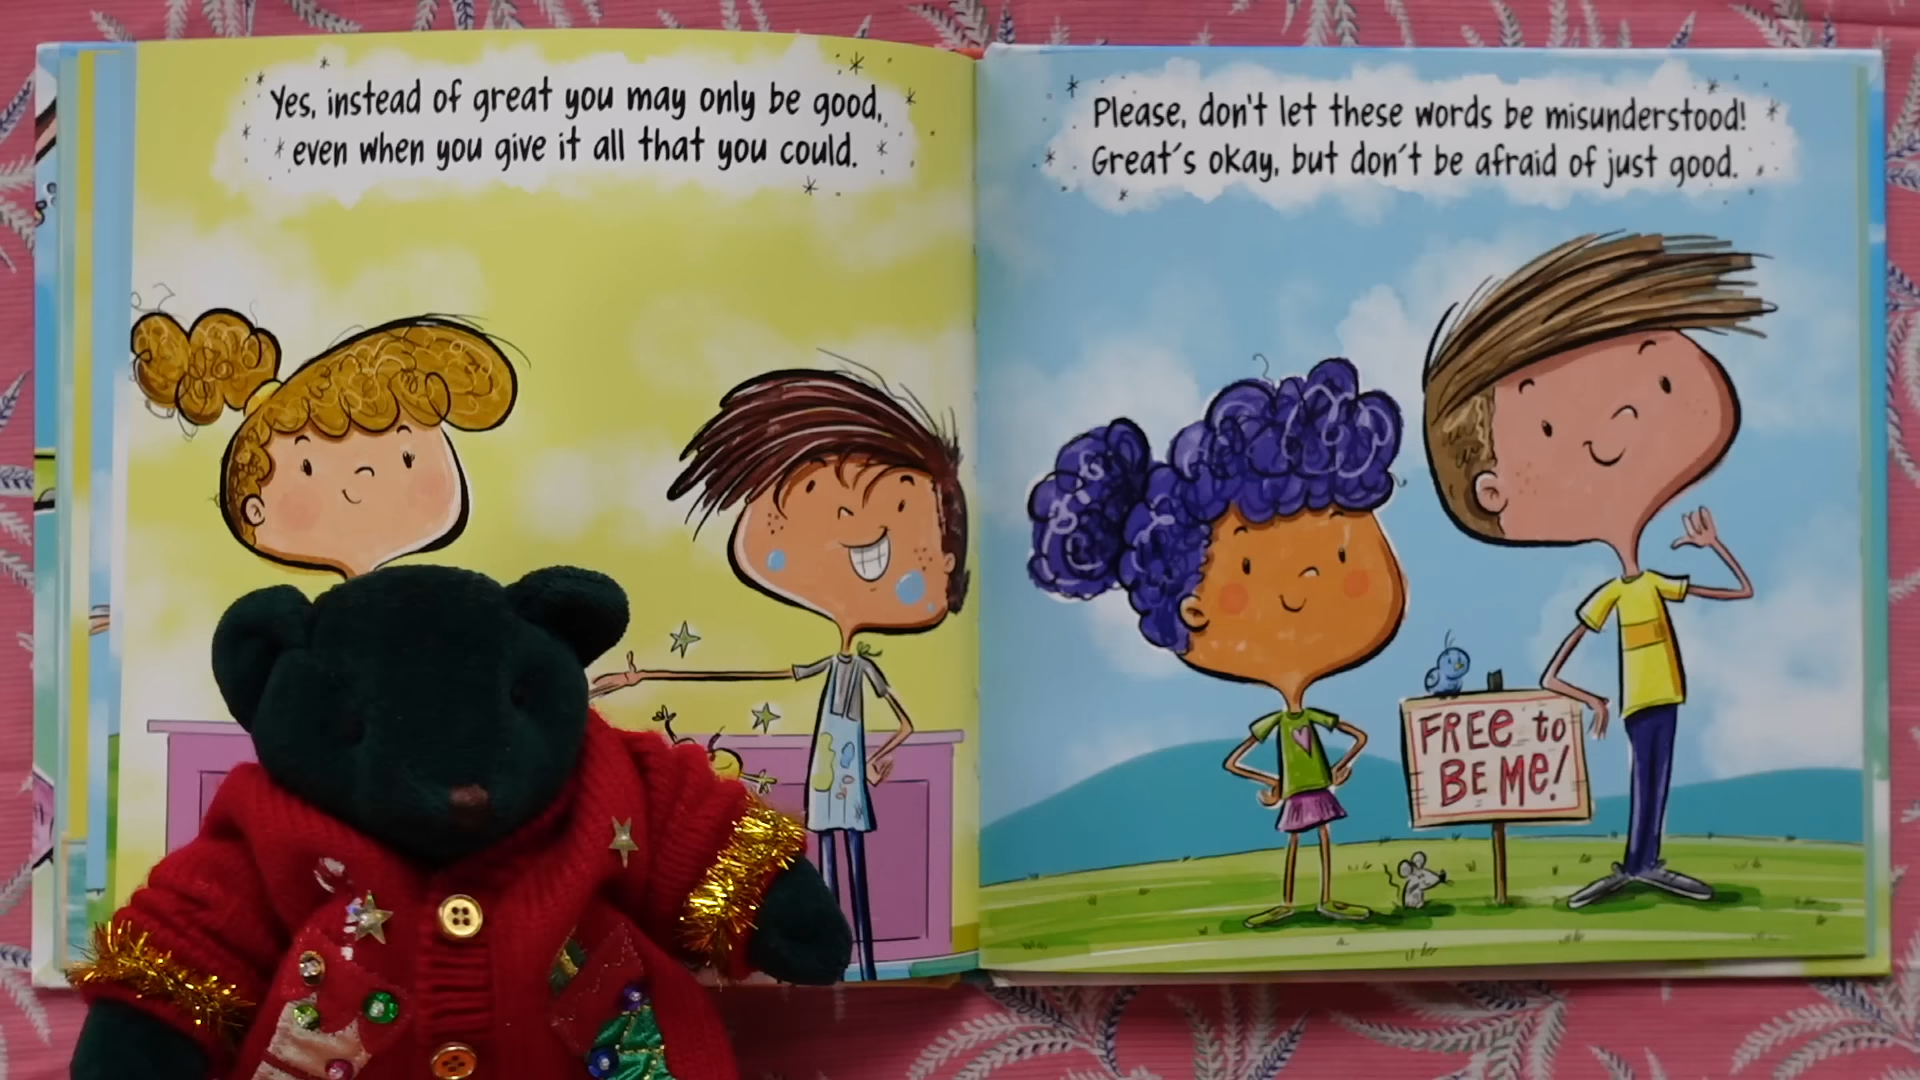 Yes, instead of great you may only be good,
even when you give it all that you could.
Please, don't let these words be misunderstood!
Great's okay, but don't be afraid of just good.
FREE to
BE ME!